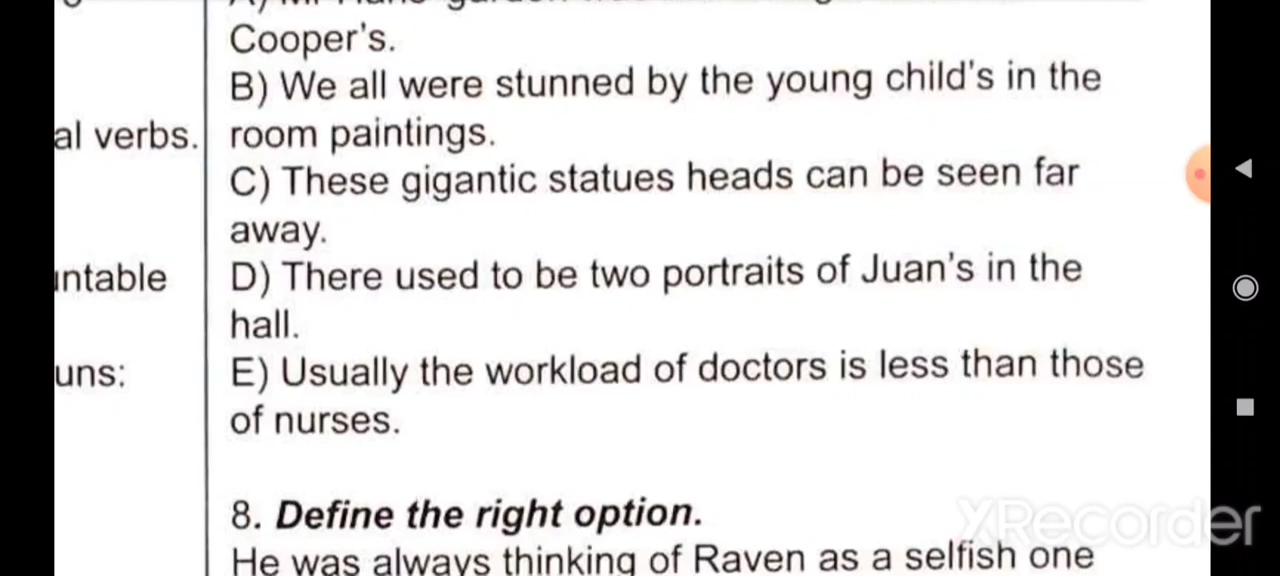 Cooper's.
B) We all were stunned by the young child's in the
al verbs. room paintings.
C) These gigantic statues heads can be seen far
away.
untable D) There used to be two portraits of Juan's in the
hall.
uns: E) Usually the workload of doctors is less than those
of nurses.
8. Define the right option.
He was always thinking of Raven as a selfish one
XRecorder